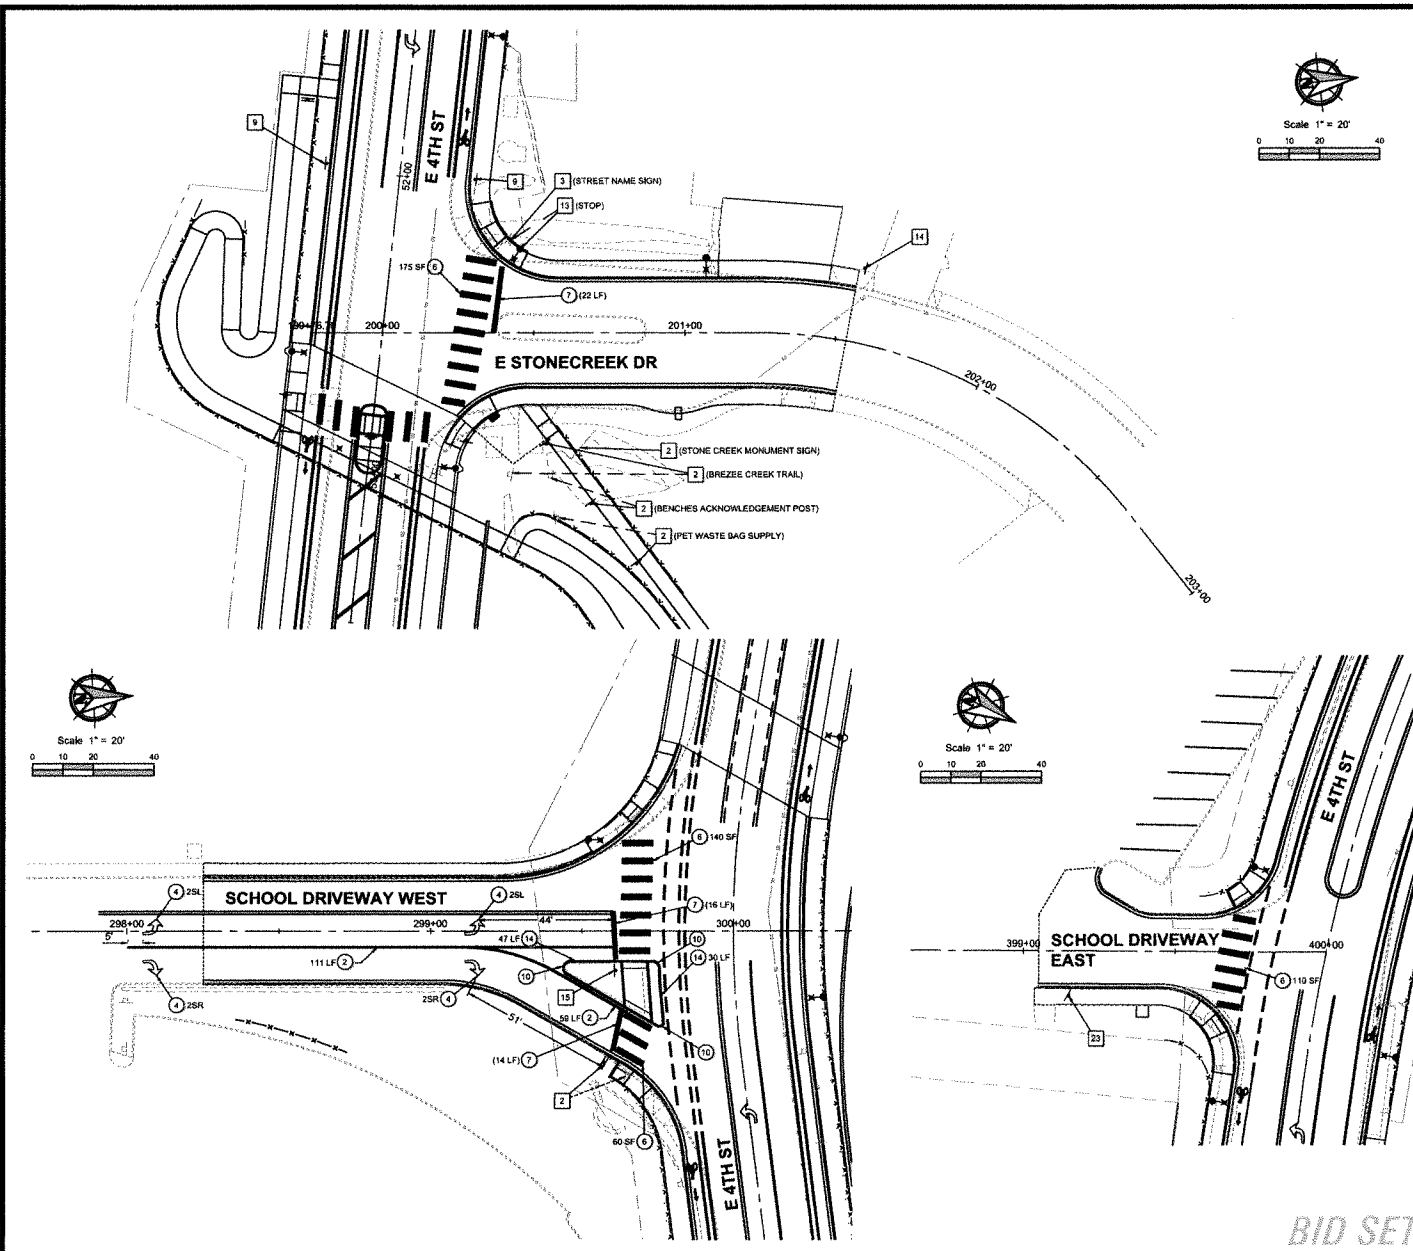 E 4TH ST
52+00
9
N
Scale 1" = 20'
0 10 20 40
9
3 (STREET NAME SIGN)
13 (STOP)
14
175 SF 6
7 (22 LF)
200+00
201+00
E STONECREEK DR
202+00
203+00
2 (STONE CREEK MONUMENT SIGN)
2 (BREZEE CREEK TRAIL)
2 (BENCHES ACKNOWLEDGEMENT POST)
2 (PET WASTE BAG SUPPLY)
N
Scale 1" = 20'
0 10 20 40
6 140 SF
4 2SL
SCHOOL DRIVEWAY WEST
4 2SL
7 (16 LF)
298+00
299+00
44'
300+00
5'
47 LF 14
10
111 LF 2
10
14 30 LF
15
4 2SR
2SR 4
51'
59 LF 2
10
(14 LF) 7
2
60 SF 6
E 4TH ST
N
Scale 1" = 20'
0 10 20 40
E 4TH ST
399+00
SCHOOL DRIVEWAY
EAST
400+00
6 110 SF
23
BID SET